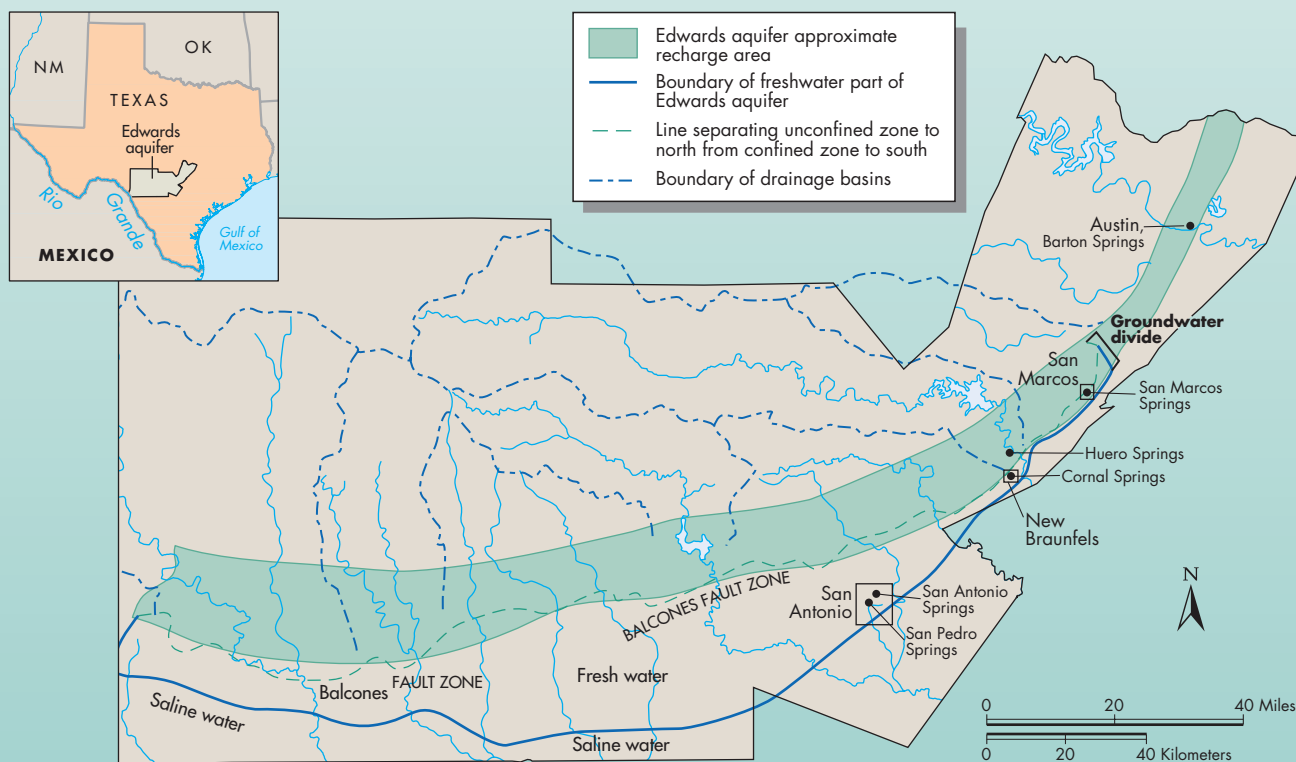 NM
OK
TEXAS
Edwards
aquifer
Rio
Grande
Gulf of
Mexico
MEXICO
Edwards aquifer approximate
recharge area
Boundary of freshwater part of
Edwards aquifer
Line separating unconfined zone to
north from confined zone to south
Boundary of drainage basins
Austin,
Barton Springs
Groundwater
divide
San
Marcos
San Marcos
Springs
Huero Springs
Cornal Springs
New
Braunfels
BALCONES FAULT ZONE
San
Antonio
San Antonio
Springs
San Pedro
Springs
N
Balcones FAULT ZONE
Fresh water
Saline water
Saline water
0 20 40 Miles
0 20 40 Kilometers